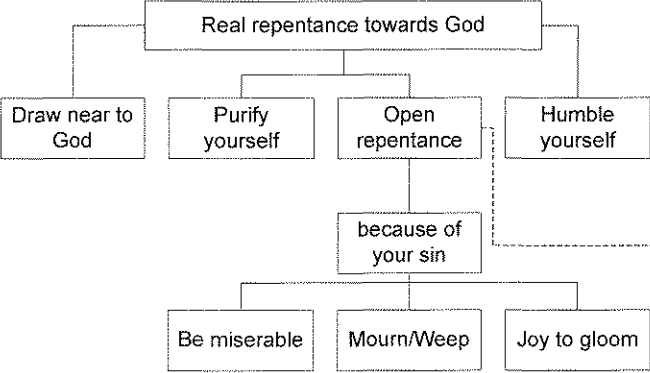 Real repentance towards God
Draw near to
God
Purify
yourself
Open
repentance
Humble
yourself
because of
your sin
Be miserable
Mourn/Weep
Joy to gloom